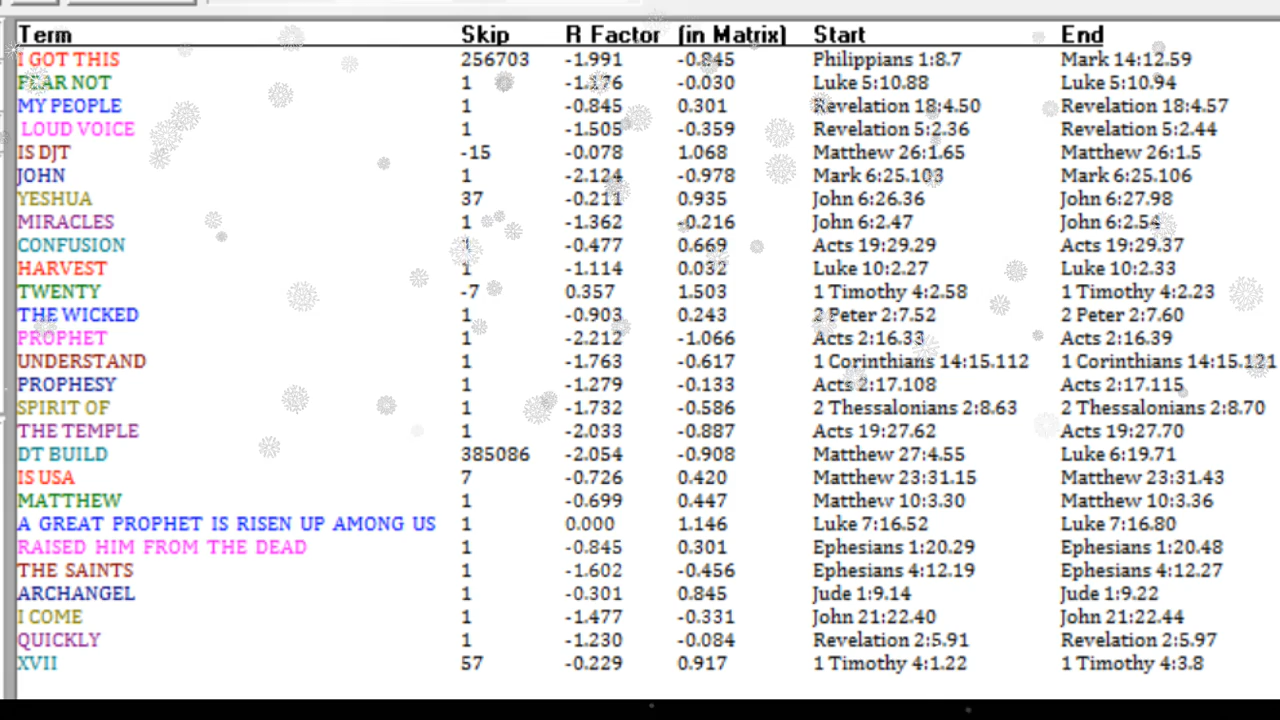 Term Skip R Factor (in Matrix) Start End
I GOT THIS 256703 -1.991 -0.845 Philippians 1:8.7 Mark 14:12.59
FEAR NOT 1 -1.176 -0.030 Luke 5:10.88 Luke 5:10.94
MY PEOPLE 1 -0.845 0.301 Revelation 18:4.50 Revelation 18:4.57
LOUD VOICE 1 -1.505 -0.359 Revelation 5:2.36 Revelation 5:2.44
IS DJT -15 -0.078 1.068 Matthew 26:1.65 Matthew 26:1.5
JOHN 1 -2.124 -0.978 Mark 6:25.103 Mark 6:25.106
YESHUA 37 -0.211 0.935 John 6:26.36 John 6:27.98
MIRACLES 1 -1.362 -0.216 John 6:2.47 John 6:2.54
CONFUSION 1 -0.477 0.669 Acts 19:29.29 Acts 19:29.37
HARVEST 1 -1.114 0.032 Luke 10:2.27 Luke 10:2.33
TWENTY -7 0.357 1.503 1 Timothy 4:2.58 1 Timothy 4:2.23
THE WICKED 1 -0.903 0.243 2 Peter 2:7.52 2 Peter 2:7.60
PROPHET 1 -2.212 -1.066 Acts 2:16.33 Acts 2:16.39
UNDERSTAND 1 -1.763 -0.617 1 Corinthians 14:15.112 1 Corinthians 14:15.121
PROPHESY 1 -1.279 -0.133 Acts 2:17.108 Acts 2:17.115
SPIRIT OF 1 -1.732 -0.586 2 Thessalonians 2:8.63 2 Thessalonians 2:8.70
THE TEMPLE 1 -2.033 -0.887 Acts 19:27.62 Acts 19:27.70
DT BUILD 385086 -2.054 -0.908 Matthew 27:4.55 Luke 6:19.71
IS USA 7 -0.726 0.420 Matthew 23:31.15 Matthew 23:31.43
MATTHEW 1 -0.699 0.447 Matthew 10:3.30 Matthew 10:3.36
A GREAT PROPHET IS RISEN UP AMONG US 1 0.000 1.146 Luke 7:16.52 Luke 7:16.80
RAISED HIM FROM THE DEAD 1 -0.845 0.301 Ephesians 1:20.29 Ephesians 1:20.48
THE SAINTS 1 -1.602 -0.456 Ephesians 4:12.19 Ephesians 4:12.27
ARCHANGEL 1 -0.301 0.845 Jude 1:9.14 Jude 1:9.22
I COME 1 -1.477 -0.331 John 21:22.40 John 21:22.44
QUICKLY 1 -1.230 -0.084 Revelation 2:5.91 Revelation 2:5.97
XVII 57 -0.229 0.917 1 Timothy 4:1.22 1 Timothy 4:3.8